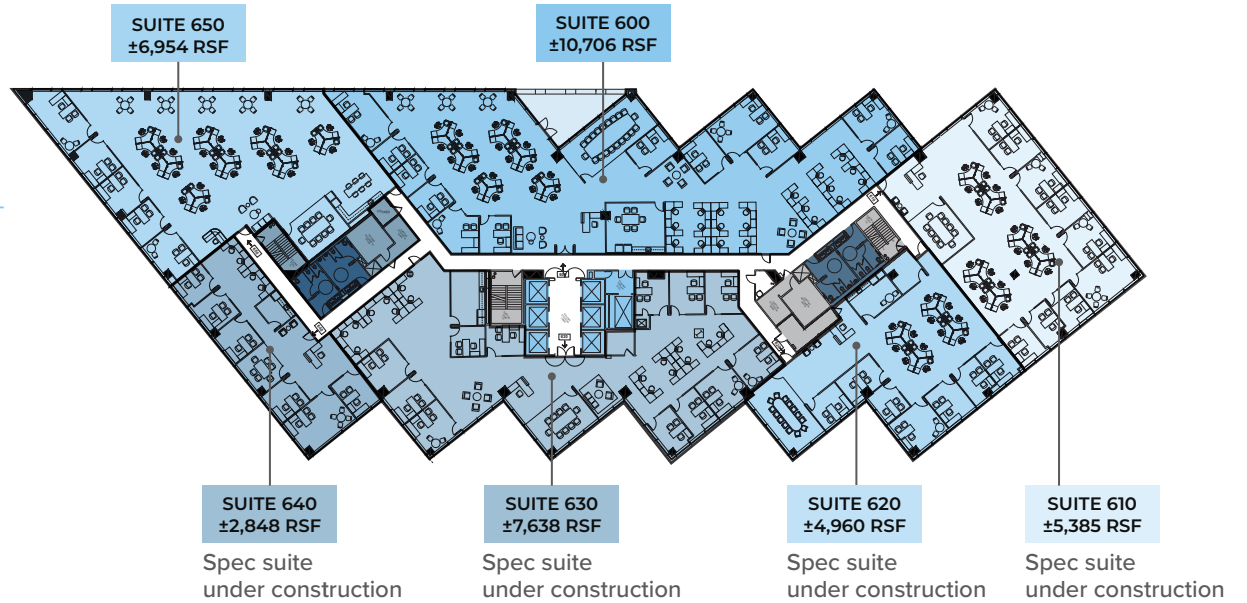 SUITE 650
±6,954 RSF
SUITE 600
±10,706 RSF
SUITE 640
±2,848 RSF
Spec suite
under construction
SUITE 630
±7,638 RSF
Spec suite
under construction
SUITE 620
±4,960 RSF
Spec suite
under construction
SUITE 610
±5,385 RSF
Spec suite
under construction